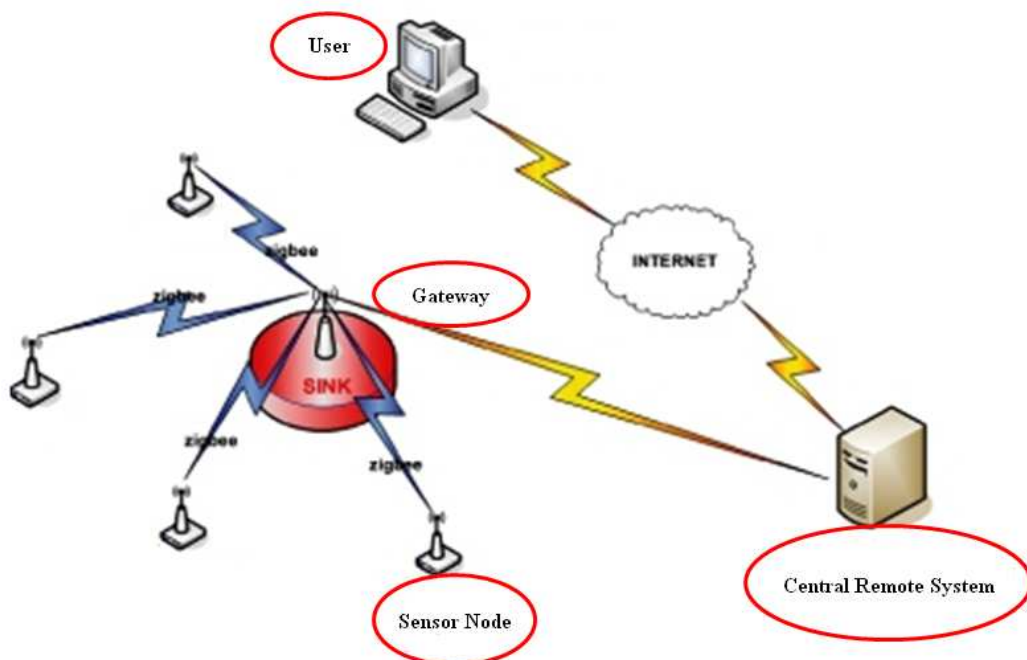 User
zigbee
INTERNET
zigbee
Gateway
SINK
zigbee
zigbee
Central Remote System
Sensor Node